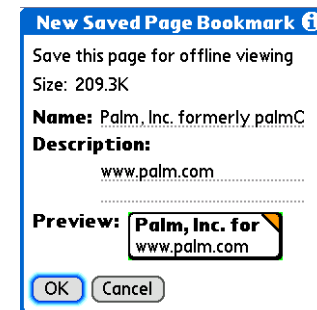 New Saved Page Bookmark
Save this page for offline viewing
Size: 209.3K
Name: Palm, Inc. formerly palmO
Description:
www.palm.com
Preview: Palm, Inc. for
www.palm.com
OK Cancel